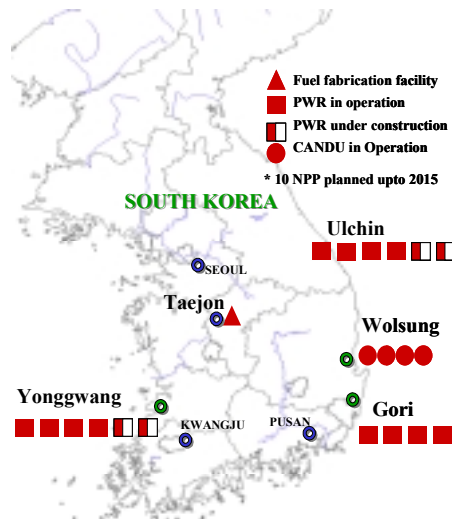 Fuel fabrication facility
PWR in operation
PWR under construction
CANDU in Operation
* 10 NPP planned upto 2015
SOUTH KOREA
Ulchin
SEOUL
Taejon
Wolsung
Yonggwang
Gori
KWANGJU
PUSAN